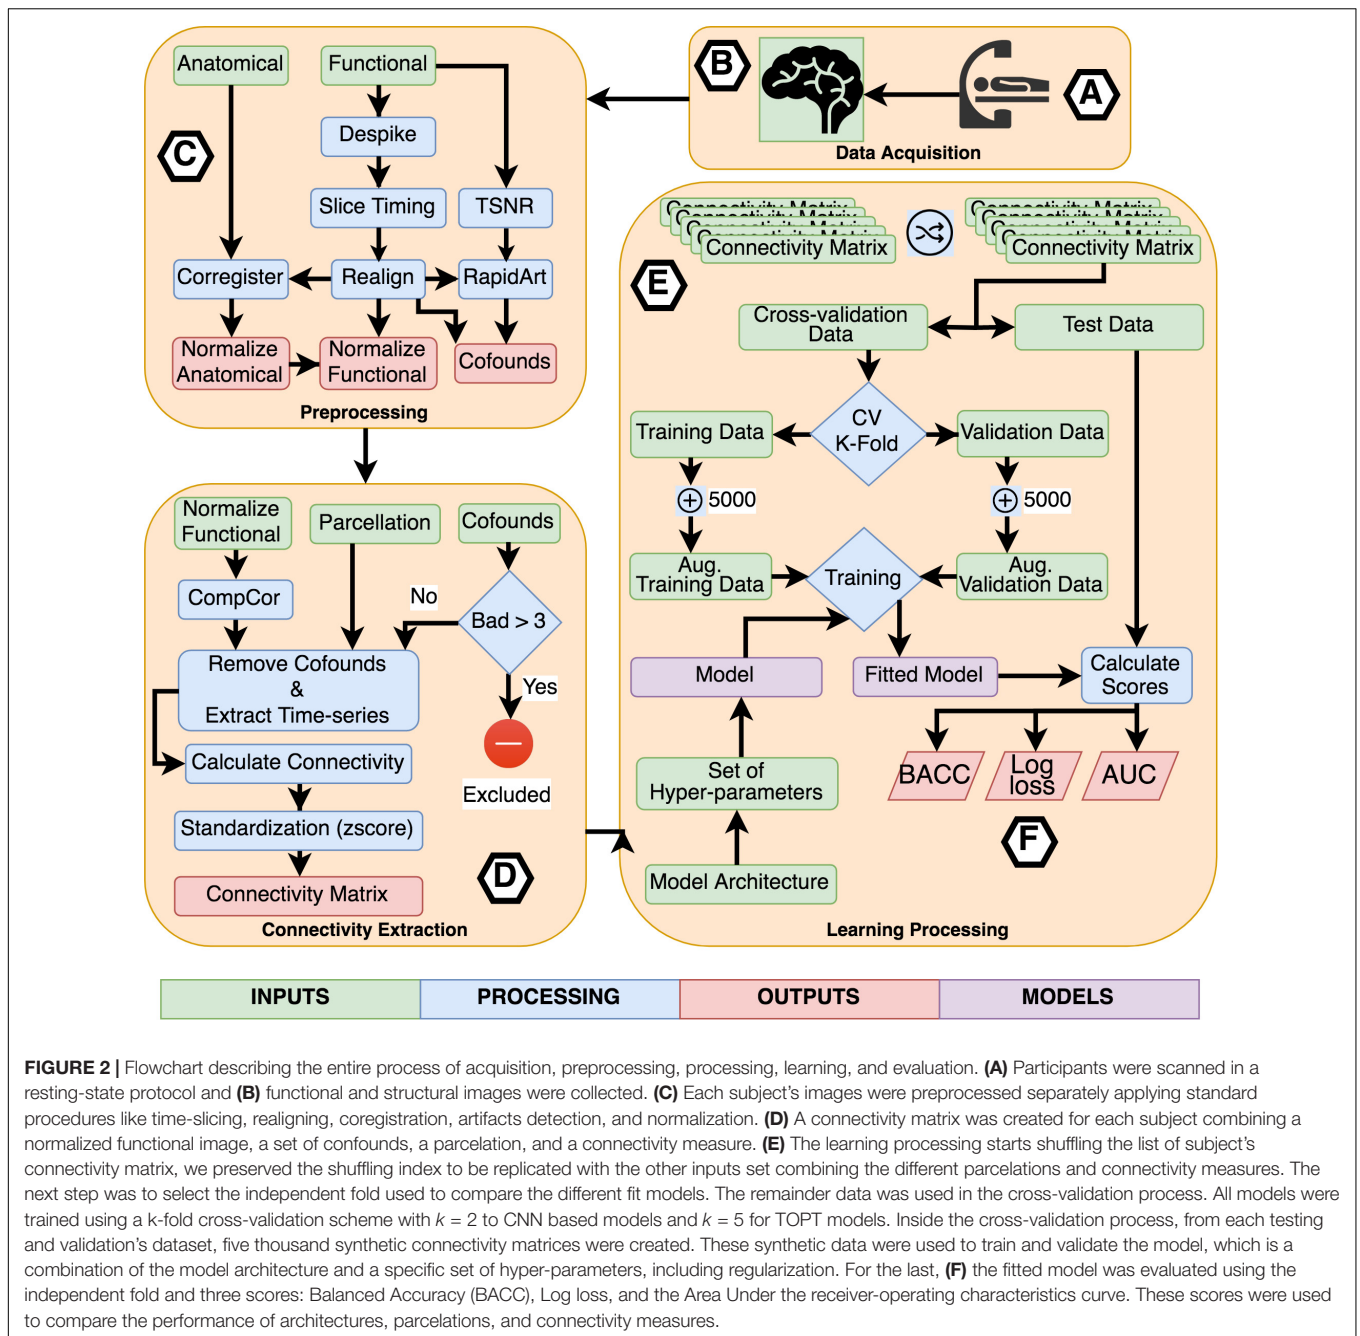 Anatomical
Functional
Despike
C
Slice Timing
TSNR
Corregister
Realign
RapidArt
Normalize
Anatomical
Normalize
Functional
Cofounds
Preprocessing
B
A
Data Acquisition
Connectivity Matrix
Connectivity Matrix
Connectivity Matrix
Connectivity Matrix
Connectivity Matrix
Connectivity Matrix
Connectivity Matrix
Connectivity Matrix
E
Cross-validation
Data
Test Data
CV
K-Fold
Training Data
Validation Data
5000
5000
Aug.
Training Data
Training
Aug.
Validation Data
Model
Fitted Model
Calculate
Scores
Set of
Hyper-parameters
BACC
Log
loss
AUC
F
Model Architecture
Learning Processing
Normalize
Functional
Parcellation
Cofounds
CompCor
No
Bad > 3
Remove Cofounds
&
Extract Time-series
Yes
Calculate Connectivity
Excluded
Standardization (zscore)
D
Connectivity Matrix
Connectivity Extraction
INPUTS
PROCESSING
OUTPUTS
MODELS
FIGURE 2 | Flowchart describing the entire process of acquisition, preprocessing, processing, learning, and evaluation. (A) Participants were scanned in a
resting-state protocol and (B) functional and structural images were collected. (C) Each subject's images were preprocessed separately applying standard
procedures like time-slicing, realigning, coregistration, artifacts detection, and normalization. (D) A connectivity matrix was created for each subject combining a
normalized functional image, a set of confounds, a parcelation, and a connectivity measure. (E) The learning processing starts shuffling the list of subject's
connectivity matrix, we preserved the shuffling index to be replicated with the other inputs set combining the different parcelations and connectivity measures. The
next step was to select the independent fold used to compare the different fit models. The remainder data was used in the cross-validation process. All models were
trained using a k-fold cross-validation scheme with k = 2 to CNN based models and k = 5 for TOPT models. Inside the cross-validation process, from each testing
and validation's dataset, five thousand synthetic connectivity matrices were created. These synthetic data were used to train and validate the model, which is a
combination of the model architecture and a specific set of hyper-parameters, including regularization. For the last, (F) the fitted model was evaluated using the
independent fold and three scores: Balanced Accuracy (BACC), Log loss, and the Area Under the receiver-operating characteristics curve. These scores were used
to compare the performance of architectures, parcelations, and connectivity measures.